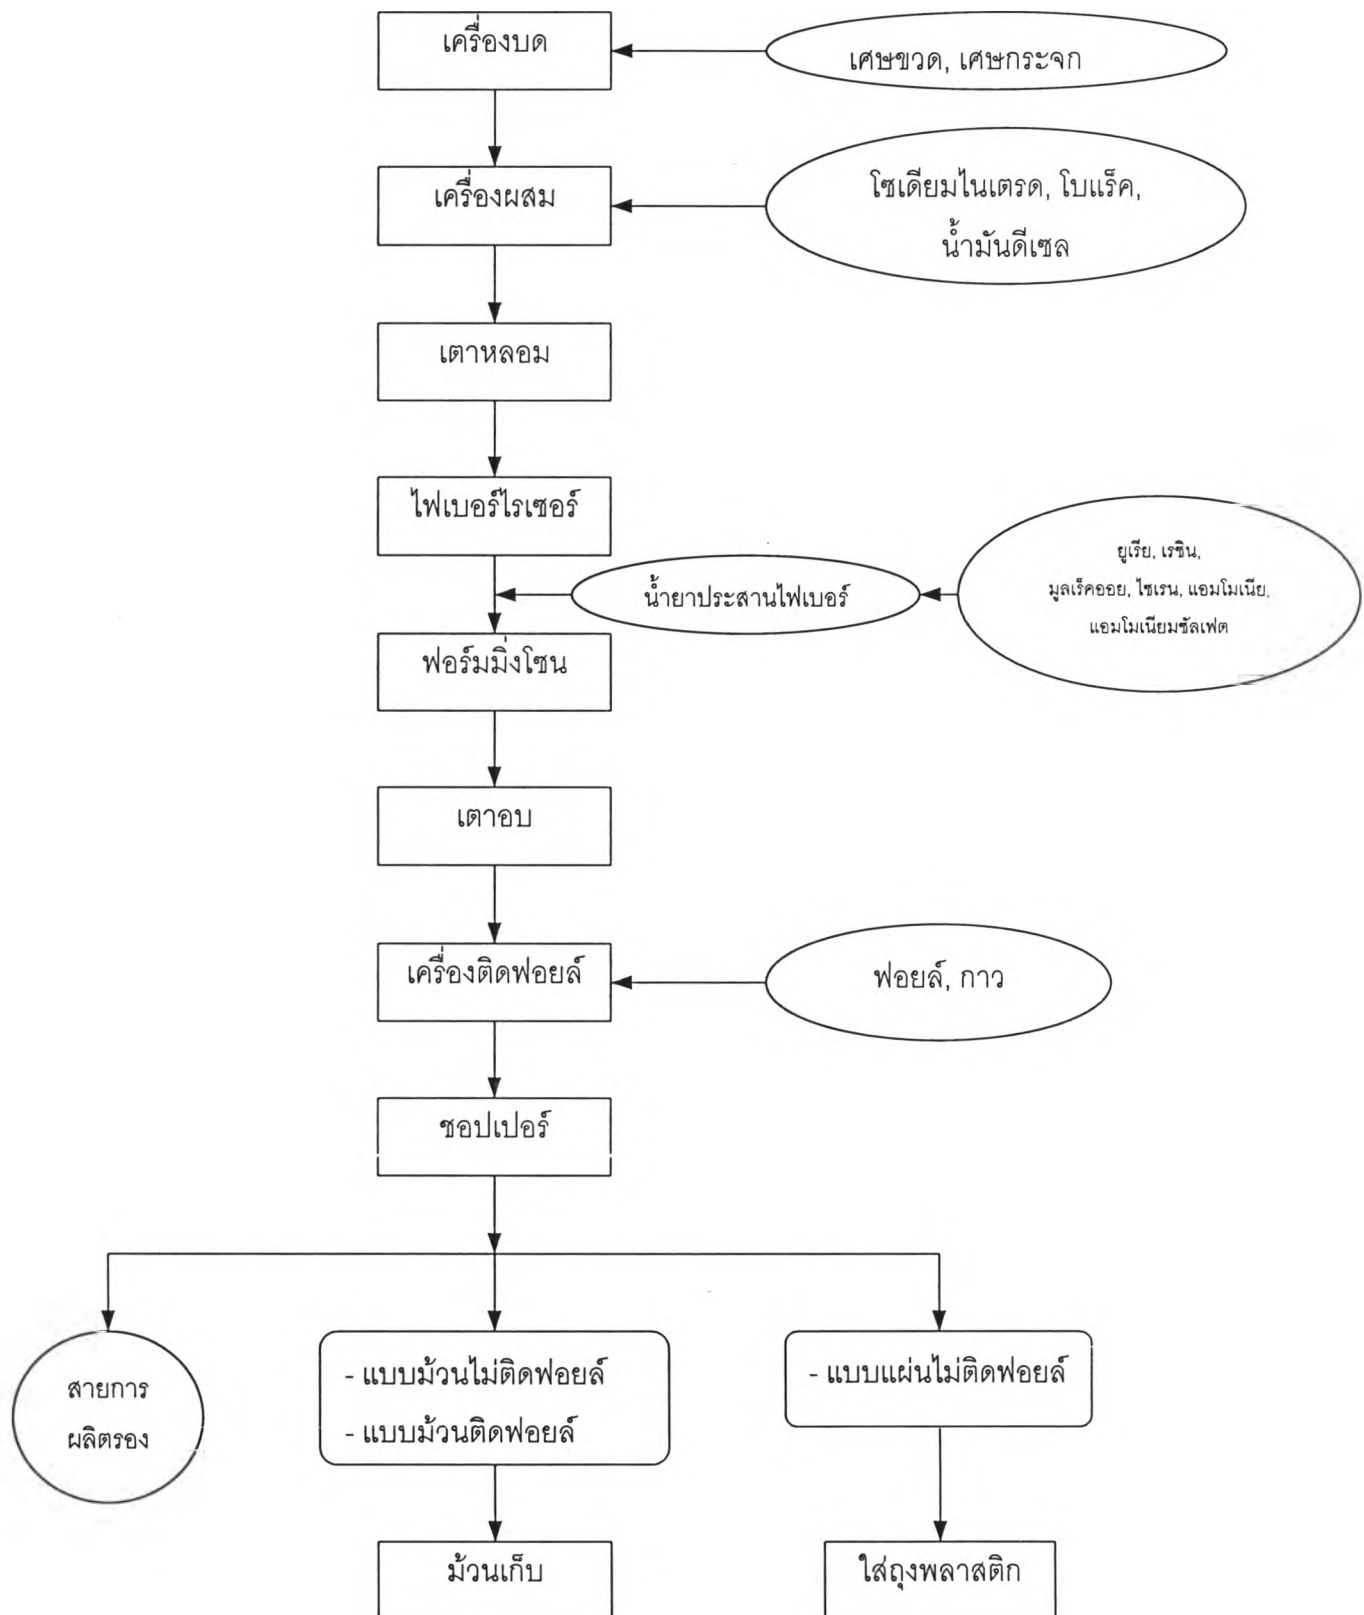 เครื่องบด
เศษขวด, เศษกระจก
เครื่องผสม
โซเดียมไนเตรด, โบแร็ค,
น้ำมันดีเซล
เตาหลอม
ไฟเบอร์ไรเซอร์
ยูเรีย, เรซิน,
มูลเร็คออย, ไซเรน, แอมโมเนีย,
แอมโมเนียมซัลเฟต
น้ำยาประสานไฟเบอร์
ฟอร์มมิ่งโซน
เตาอบ
เครื่องติดฟอยล์
ฟอยล์, กาว
ชอปเปอร์
สายการ
ผลิตรอง
- แบบม้วนไม่ติดฟอยล์
- แบบม้วนติดฟอยล์
- แบบแผ่นไม่ติดฟอยล์
ม้วนเก็บ
ใส่ถุงพลาสติก